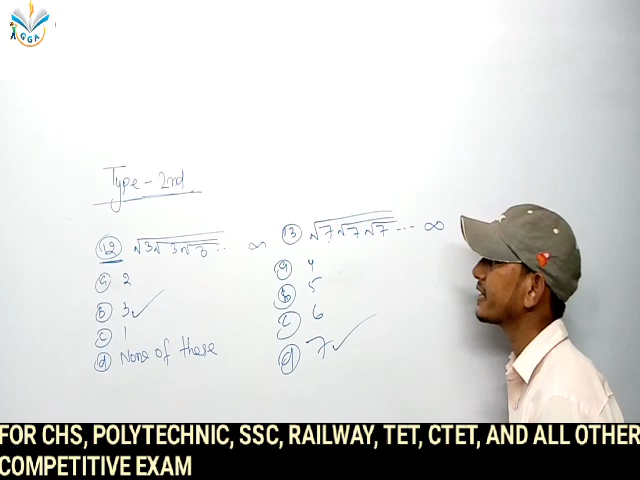 GGA
Type - 2nd
12 √3√3√3 ... ∞
a 2
b 3 ✓
c 1
d None of these
13 √7√7√7 ... ∞
a 4
b 5
c 6
d 7 ✓
FOR CHS, POLYTECHNIC, SSC, RAILWAY, TET, CTET, AND ALL OTHER
COMPETITIVE EXAM